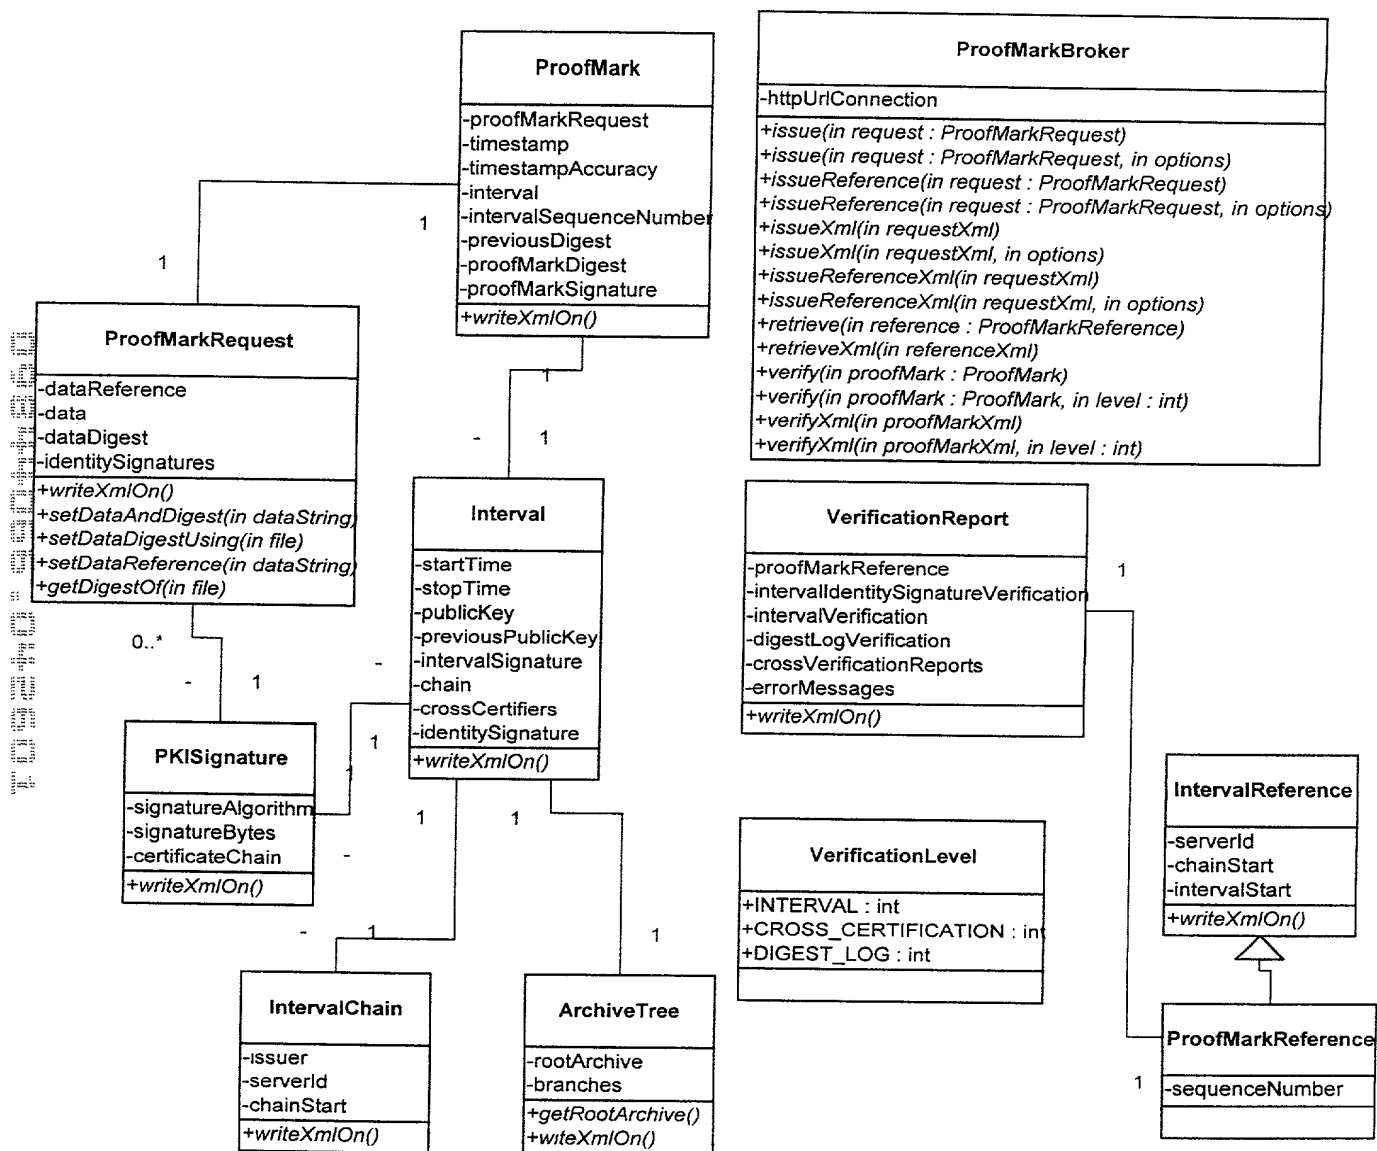 ProofMark
-proofMarkRequest
-timestamp
-timestampAccuracy
-interval
-intervalSequenceNumber
-previousDigest
-proofMarkDigest
-proofMarkSignature
+writeXmlOn()
ProofMarkBroker
-httpUrlConnection
+issue(in request : ProofMarkRequest)
+issue(in request : ProofMarkRequest, in options)
+issueReference(in request : ProofMarkRequest)
+issueReference(in request : ProofMarkRequest, in options)
+issueXml(in requestXml)
+issueXml(in requestXml, in options)
+issueReferenceXml(in requestXml)
+issueReferenceXml(in requestXml, in options)
+retrieve(in reference : ProofMarkReference)
+retrieveXml(in referenceXml)
+verify(in proofMark : ProofMark)
+verify(in proofMark : ProofMark, in level : int)
+verifyXml(in proofMarkXml)
+verifyXml(in proofMarkXml, in level : int)
1
1
ProofMarkRequest
-dataReference
-data
-dataDigest
-identitySignatures
+writeXmlOn()
+setDataAndDigest(in dataString)
+setDataDigestUsing(in file)
+setDataReference(in dataString)
+getDigestOf(in file)
1
-
1
Interval
-startTime
-stopTime
-publicKey
-previousPublicKey
-intervalSignature
-chain
-crossCertifiers
-identitySignature
+writeXmlOn()
VerificationReport
-proofMarkReference
-intervalIdentitySignatureVerification
-intervalVerification
-digestLogVerification
-crossVerificationReports
-errorMessages
+writeXmlOn()
1
0..*
-
1
-
1
1
-
PKISignature
-signatureAlgorithm
-signatureBytes
-certificateChain
+writeXmlOn()
1
1
-
1
1
VerificationLevel
+INTERVAL : int
+CROSS_CERTIFICATION : int
+DIGEST_LOG : int
IntervalReference
-serverId
-chainStart
-intervalStart
+writeXmlOn()
IntervalChain
-issuer
-serverId
-chainStart
+writeXmlOn()
ArchiveTree
-rootArchive
-branches
+getRootArchive()
+witeXmlOn()
1
ProofMarkReference
-sequenceNumber